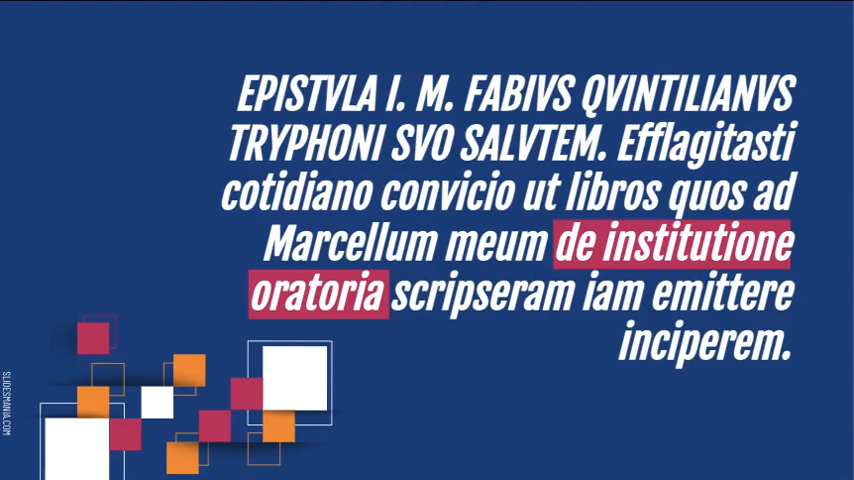 EPISTVLA I. M. FABIVS QVINTILIANVS
TRYPHONI SVO SALVTEM. Efflagitasti
cotidiano convicio ut libros quos ad
Marcellum meum de institutione
oratoria scripseram iam emittere
inciperem.
SLIDESMANIA.COM